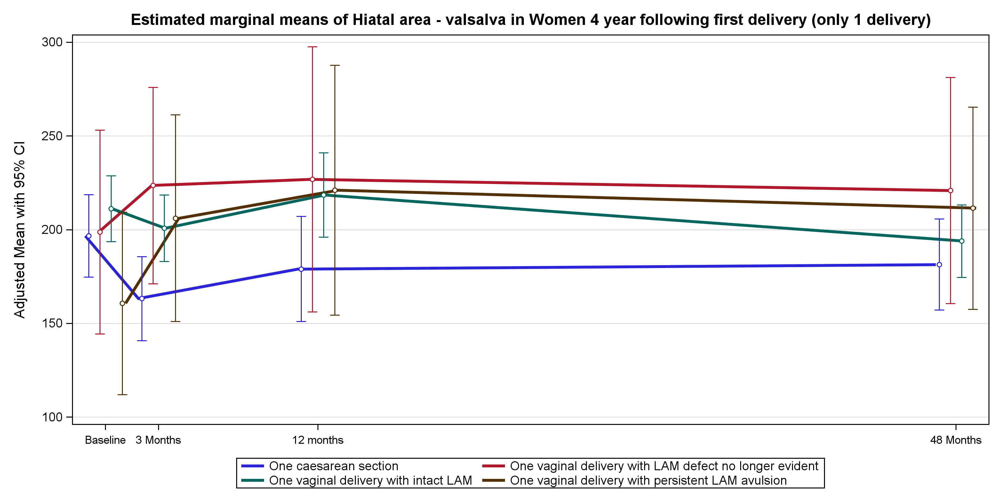 Estimated marginal means of Hiatal area - valsalva in Women 4 year following first delivery (only 1 delivery)
Adjusted Mean with 95% CI
300
250
200
150
100
Baseline 3 Months 12 months 48 Months
One caesarean section One vaginal delivery with LAM defect no longer evident
One vaginal delivery with intact LAM One vaginal delivery with persistent LAM avulsion